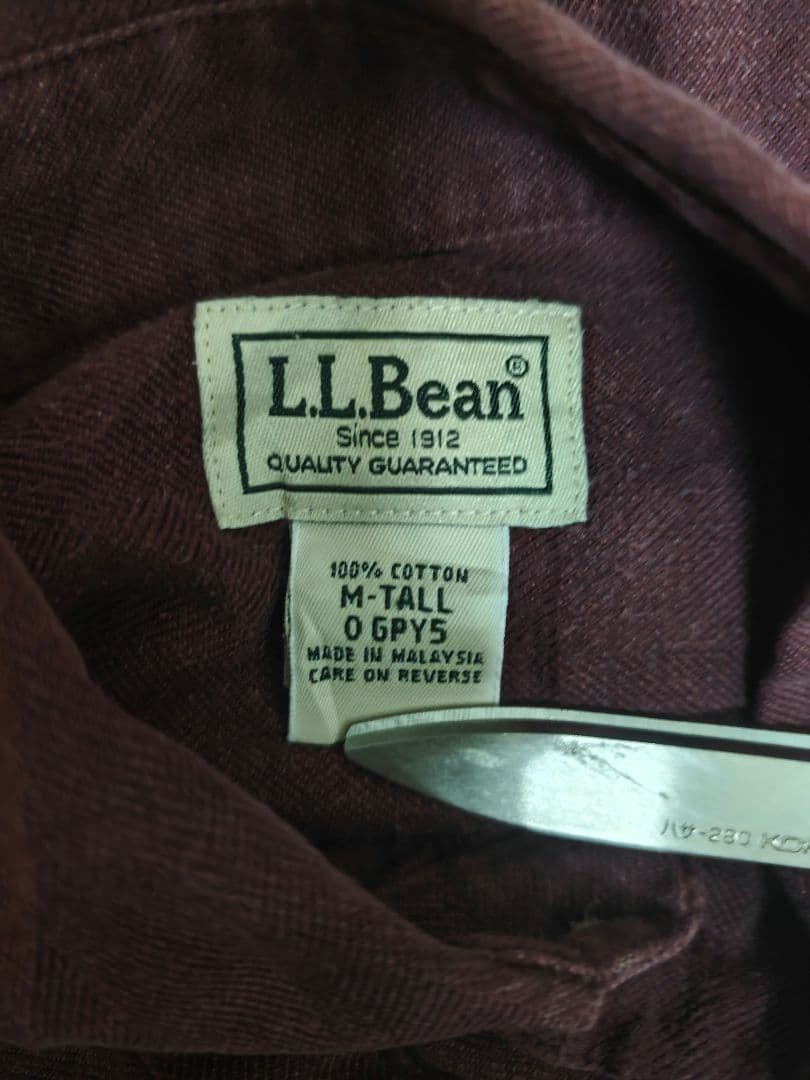 L.L.Bean®
Since 1912
QUALITY GUARANTEED
100% COTTON
M-TALL
0 GPY5
MADE IN MALAYSIA
CARE ON REVERSE